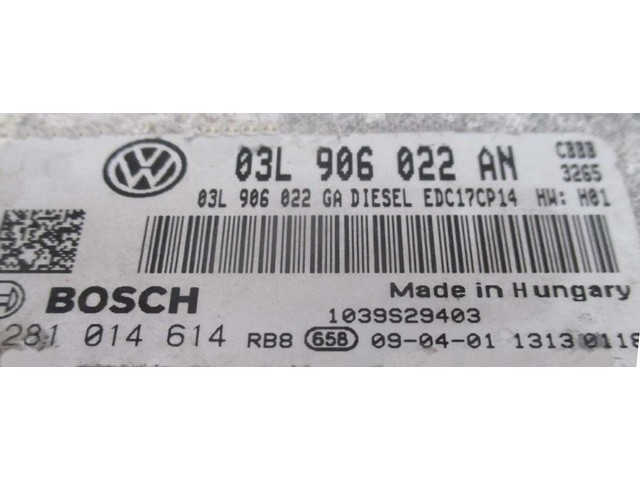 03L 906 022 AN CBBB
3265
03L 906 022 GA DIESEL EDC17CP14 HW: H01
BOSCH Made in Hungary
1039S29403
281 014 614 RB8 658 09-04-01 1313 0118